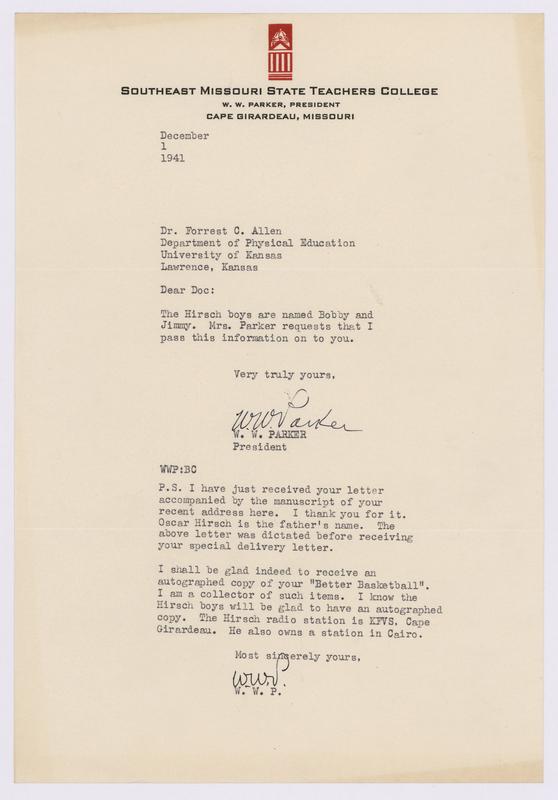 SOUTHEAST MISSOURI STATE TEACHERS COLLEGE
W. W. PARKER, PRESIDENT
CAPE GIRARDEAU, MISSOURI
December
1
1941
Dr. Forrest C. Allen
Department of Physical Education
University of Kansas
Lawrence, Kansas
Dear Doc:
The Hirsch boys are named Bobby and
Jimmy. Mrs. Parker requests that I
pass this information on to you.
Very truly yours,
W.W. Parker
W. W. PARKER
President
WWP:BC
P.S. I have just received your letter
accompanied by the manuscript of your
recent address here. I thank you for it.
Oscar Hirsch is the father's name. The
above letter was dictated before receiving
your special delivery letter.
I shall be glad indeed to receive an
autographed copy of your "Better Basketball".
I am a collector of such items. I know the
Hirsch boys will be glad to have an autographed
copy. The Hirsch radio station is KFVS, Cape
Girardeau. He also owns a station in Cairo.
Most sincerely yours,
W.W.P.
W. W. P.